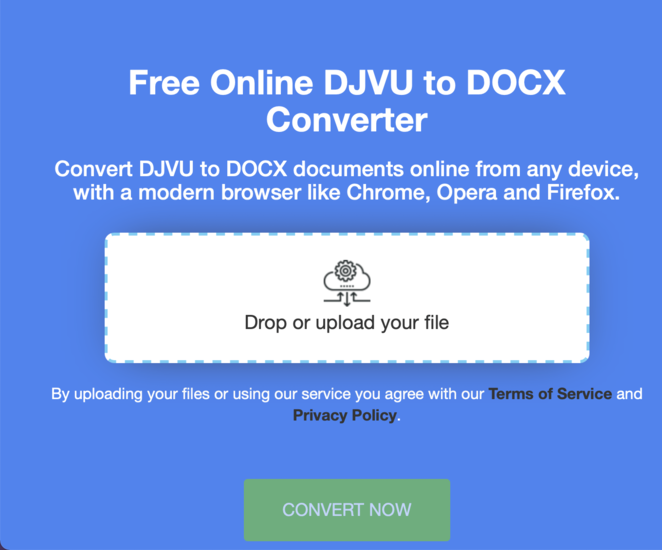 Free Online DJVU to DOCX
Converter
Convert DJVU to DOCX documents online from any device,
with a modern browser like Chrome, Opera and Firefox.
Drop or upload your file
By uploading your files or using our service you agree with our Terms of Service and
Privacy Policy.
CONVERT NOW